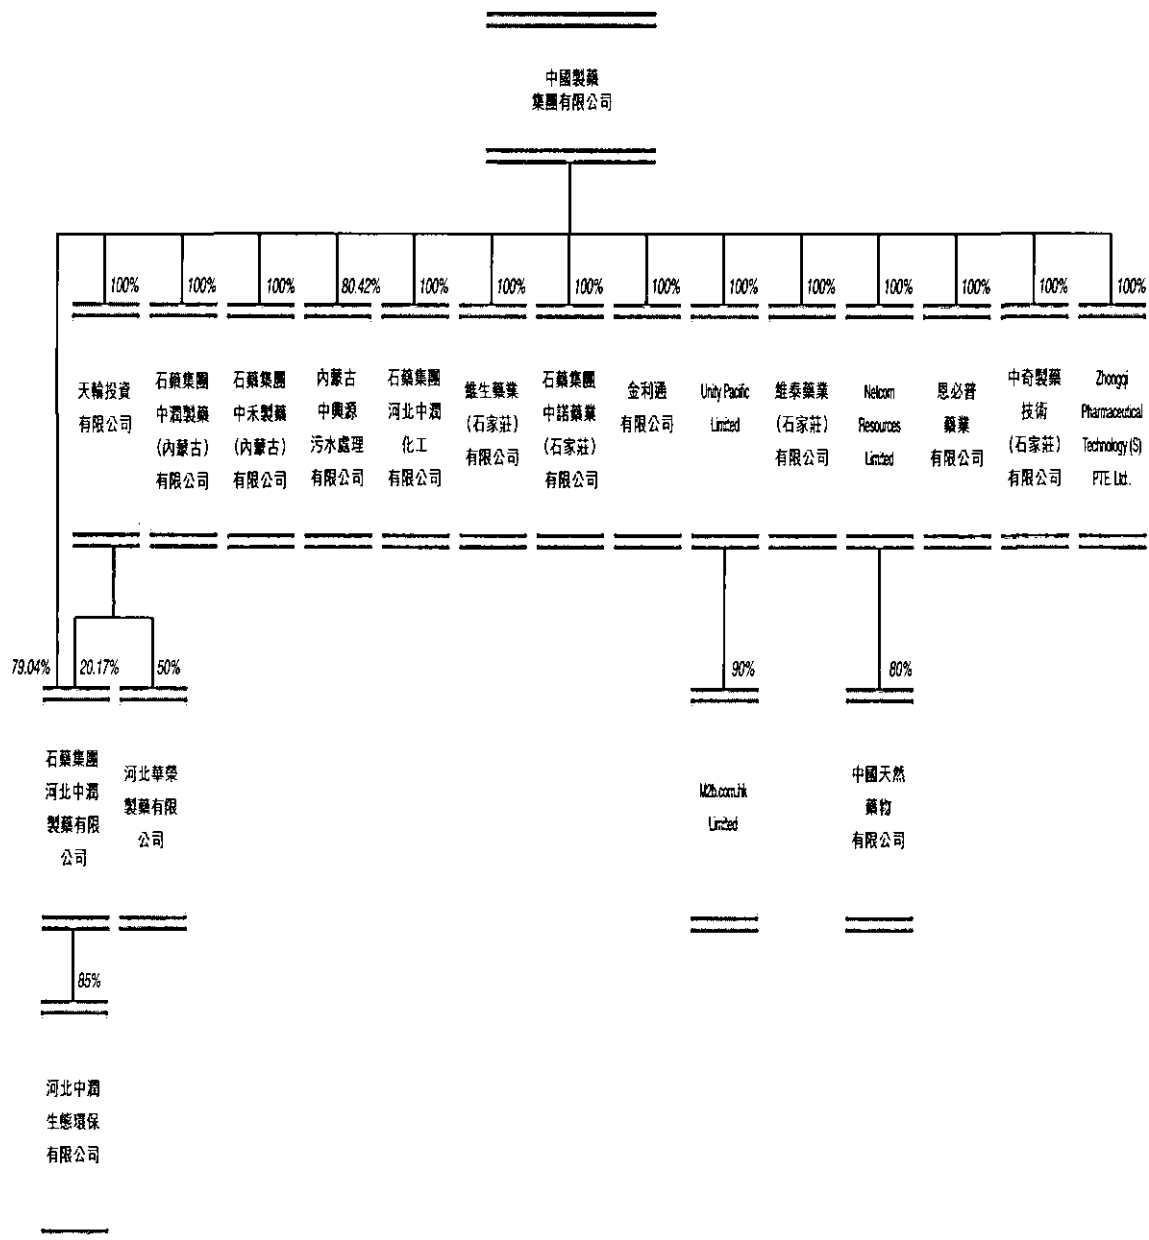 中國製藥
集團有限公司
100%
100%
100%
80.42%
100%
100%
100%
100%
100%
100%
100%
100%
100%
100%
天輪投資
有限公司
石藥集團
中潤製藥
(內蒙古)
有限公司
石藥集團
中禾製藥
(內蒙古)
有限公司
內蒙古
中興源
污水處理
有限公司
石藥集團
河北中潤
化工
有限公司
維生藥業
(石家莊)
有限公司
石藥集團
中諾藥業
(石家莊)
有限公司
金利通
有限公司
Unity Pacific
Limited
維泰藥業
(石家莊)
有限公司
Nelcom
Resources
Limited
恩必普
藥業
有限公司
中奇製藥
技術
(石家莊)
有限公司
Zhongqi
Pharmaceutical
Technology (S)
PTE Ltd.
79.04%
20.17%
50%
90%
80%
石藥集團
河北中潤
製藥有限
公司
河北華榮
製藥有限
公司
M2b.com.hk
Limited
中國天然
藥物
有限公司
85%
河北中潤
生態環保
有限公司